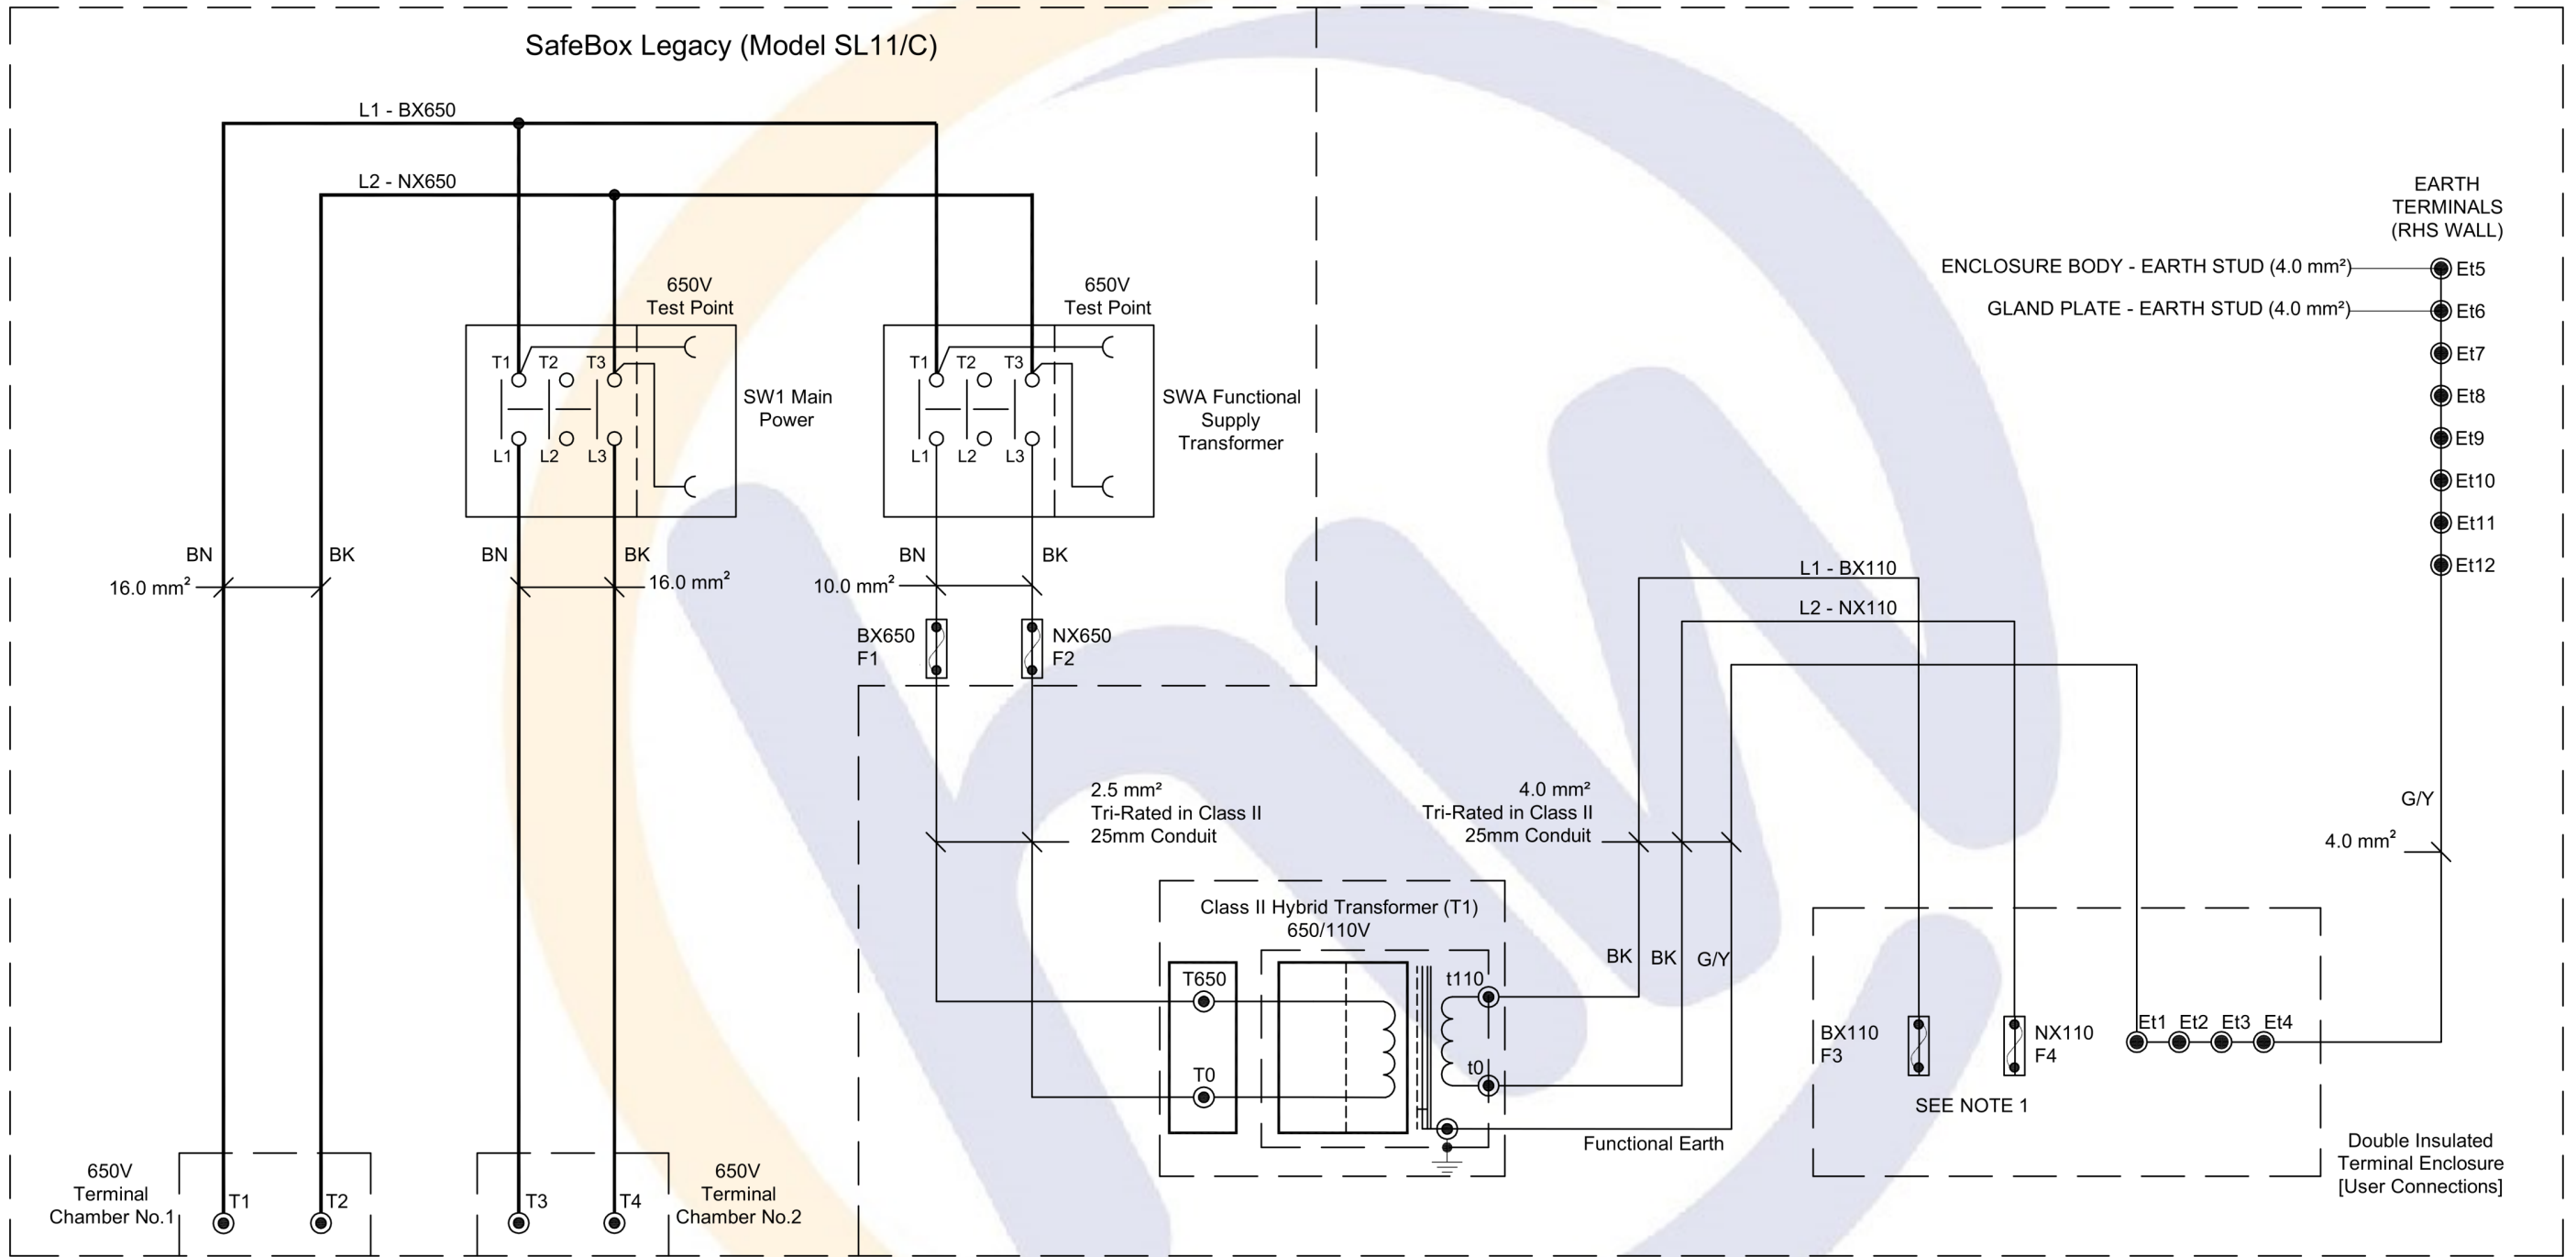 SafeBox Legacy (Model SL11/C)
L1 - BX650
L2 - NX650
650V
Test Point
T1
T2
T3
L1
L2
L3
SW1 Main
Power
650V
Test Point
T1
T2
T3
L1
L2
L3
SWA Functional
Supply
Transformer
BN
BK
16.0 mm²
BN
BK
16.0 mm²
BN
BK
10.0 mm²
BX650
F1
NX650
F2
2.5 mm²
Tri-Rated in Class II
25mm Conduit
4.0 mm²
Tri-Rated in Class II
25mm Conduit
L1 - BX110
L2 - NX110
EARTH
TERMINALS
(RHS WALL)
ENCLOSURE BODY - EARTH STUD (4.0 mm²)
Et5
GLAND PLATE - EARTH STUD (4.0 mm²)
Et6
Et7
Et8
Et9
Et10
Et11
Et12
G/Y
4.0 mm²
Class II Hybrid Transformer (T1)
650/110V
T650
T0
t110
t0
BK
BK
G/Y
Functional Earth
BX110
F3
NX110
F4
Et1
Et2
Et3
Et4
SEE NOTE 1
Double Insulated
Terminal Enclosure
[User Connections]
650V
Terminal
Chamber No.1
T1
T2
T3
T4
650V
Terminal
Chamber No.2